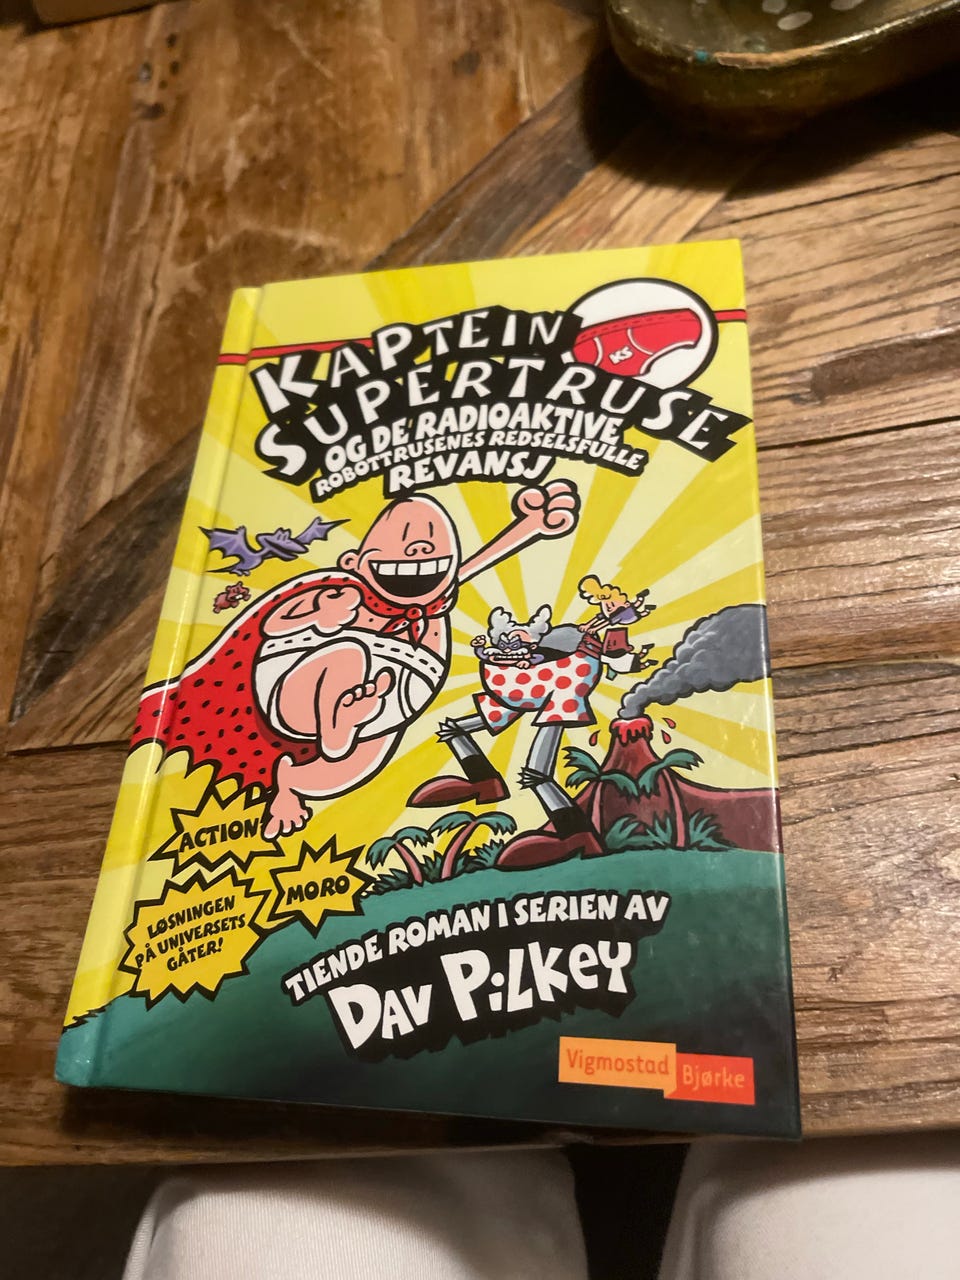 KAPTEIN
SUPERTRUSE
KS
OG DE RADIOAKTIVE
ROBOTTRUSENES REDSELSFULLE
REVANSJ
ACTION
MORO
LØSNINGEN
PÅ UNIVERSETS
GÅTER!
TIENDE ROMAN I SERIEN AV
DAV PILKEY
Vigmostad
Bjørke